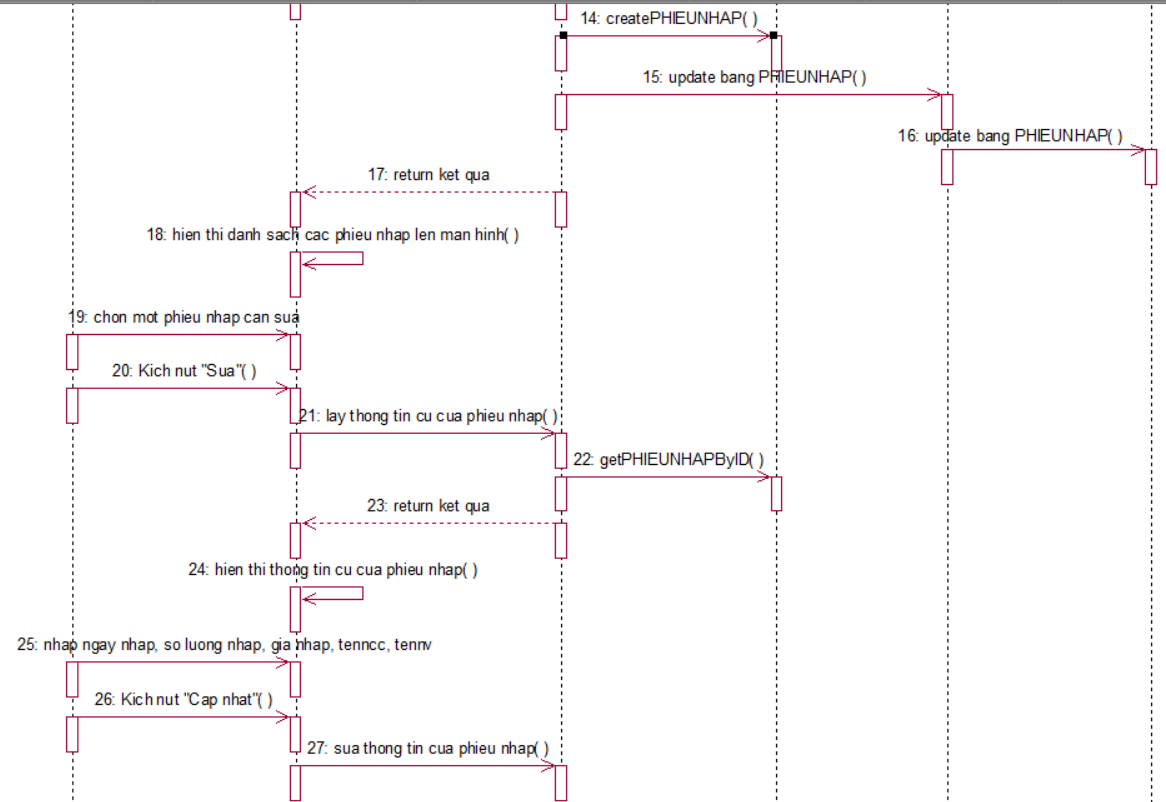 14: createPHIEUNHAP( )
15: update bang PHIEUNHAP( )
16: update bang PHIEUNHAP( )
17: return ket qua
18: hien thi danh sach cac phieu nhap len man hinh( )
19: chon mot phieu nhap can sua
20: Kich nut "Sua"( )
21: lay thong tin cu cua phieu nhap( )
22: getPHIEUNHAPByID( )
23: return ket qua
24: hien thi thong tin cu cua phieu nhap( )
25: nhap ngay nhap, so luong nhap, gia nhap, tenncc, tennv
26: Kich nut "Cap nhat"( )
27: sua thong tin cua phieu nhap( )